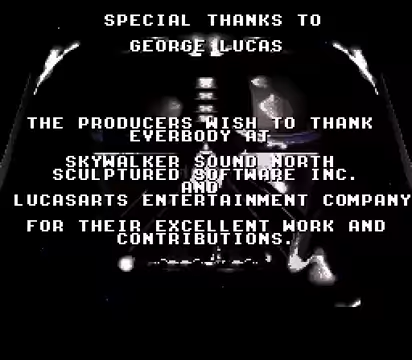 SPECIAL THANKS TO
GEORGE LUCAS
THE PRODUCERS WISH TO THANK
EVERBODY AT
SKYWALKER SOUND NORTH
SCULPTURED SOFTWARE INC.
AND
LUCASARTS ENTERTAINMENT COMPANY
FOR THEIR EXCELLENT WORK AND
CONTRIBUTIONS.